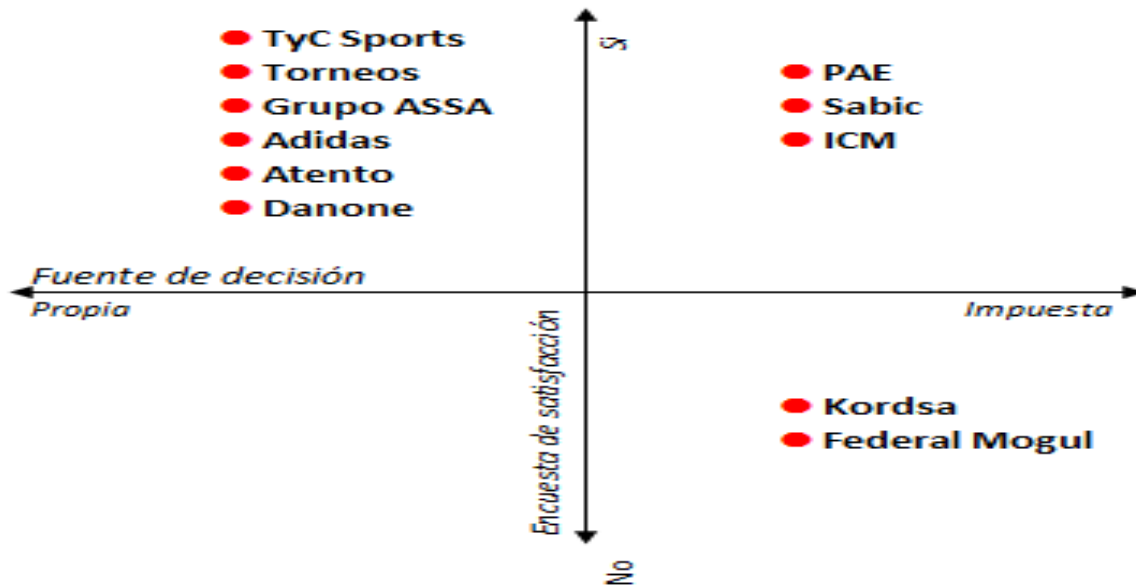 TyC Sports
Torneos
Grupo ASSA
Adidas
Atento
Danone
Si
PAE
Sabic
ICM
Fuente de decisión
Propia
Impuesta
Encuesta de satisfacción
Kordsa
Federal Mogul
No